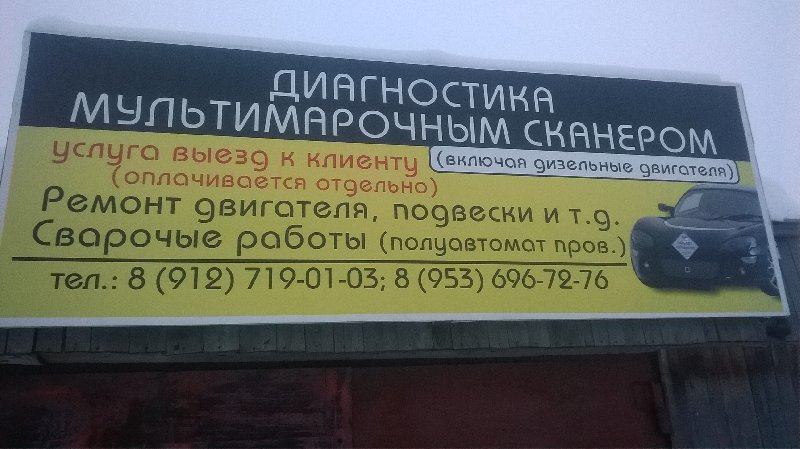 ДИАГНОСТИКА
МУЛЬТИМАРОЧНЫМ СКАНЕРОМ
услуга выезд к клиенту (включая дизельные двигателя)
(оплачивается отдельно)
Ремонт двигателя, подвески и т.д.
Сварочые работы (полуавтомат пров.)
тел.: 8 (912) 719-01-03; 8 (953) 696-72-76